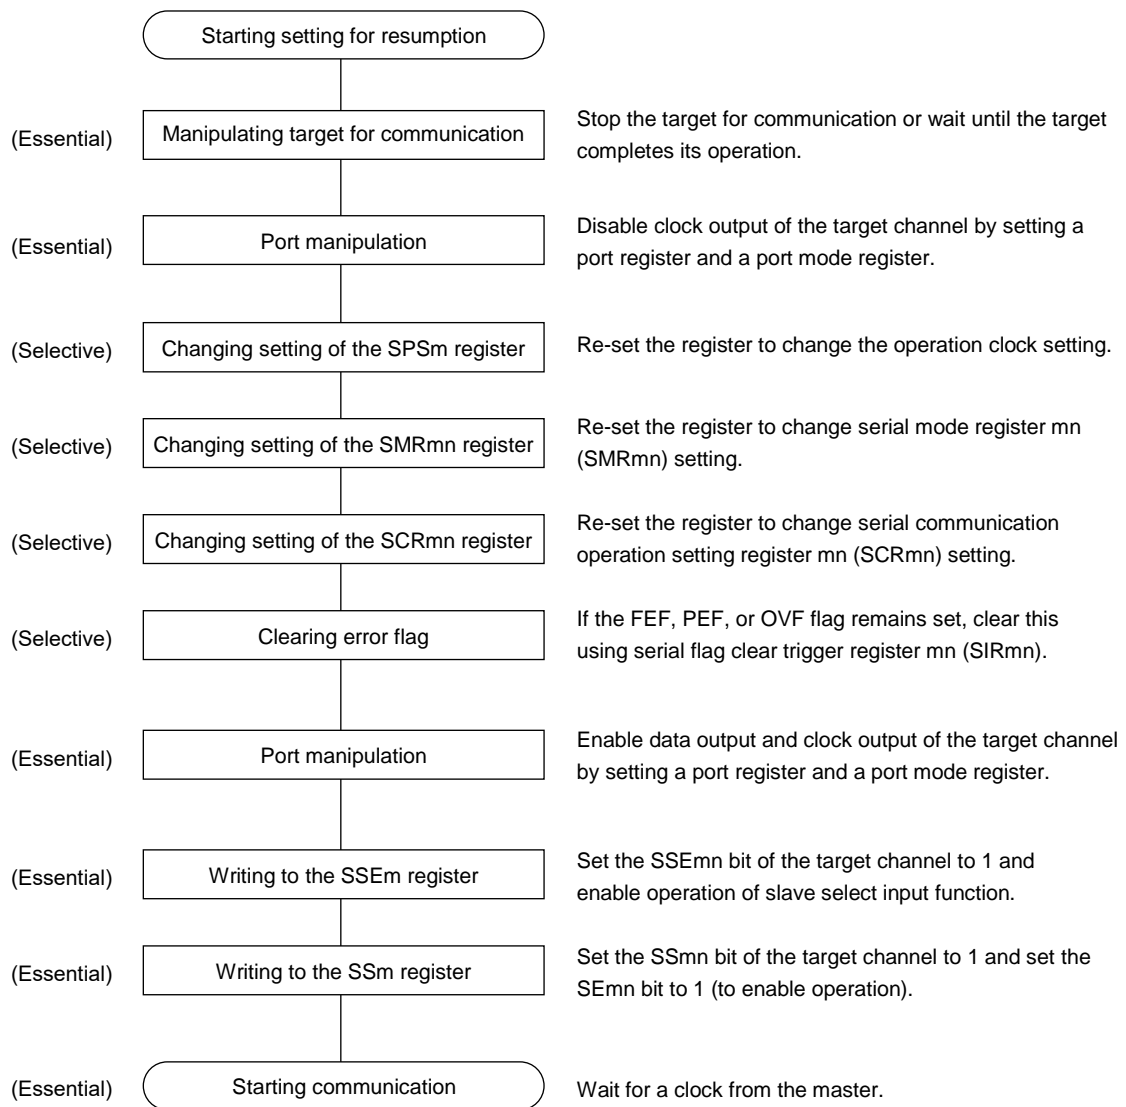 Starting setting for resumption
(Essential)
Manipulating target for communication
Stop the target for communication or wait until the target
completes its operation.
(Essential)
Port manipulation
Disable clock output of the target channel by setting a
port register and a port mode register.
(Selective)
Changing setting of the SPSm register
Re-set the register to change the operation clock setting.
(Selective)
Changing setting of the SMRmn register
Re-set the register to change serial mode register mn
(SMRmn) setting.
(Selective)
Changing setting of the SCRmn register
Re-set the register to change serial communication
operation setting register mn (SCRmn) setting.
(Selective)
Clearing error flag
If the FEF, PEF, or OVF flag remains set, clear this
using serial flag clear trigger register mn (SIRmn).
(Essential)
Port manipulation
Enable data output and clock output of the target channel
by setting a port register and a port mode register.
(Essential)
Writing to the SSEm register
Set the SSEmn bit of the target channel to 1 and
enable operation of slave select input function.
(Essential)
Writing to the SSm register
Set the SSmn bit of the target channel to 1 and set the
SEmn bit to 1 (to enable operation).
(Essential)
Starting communication
Wait for a clock from the master.